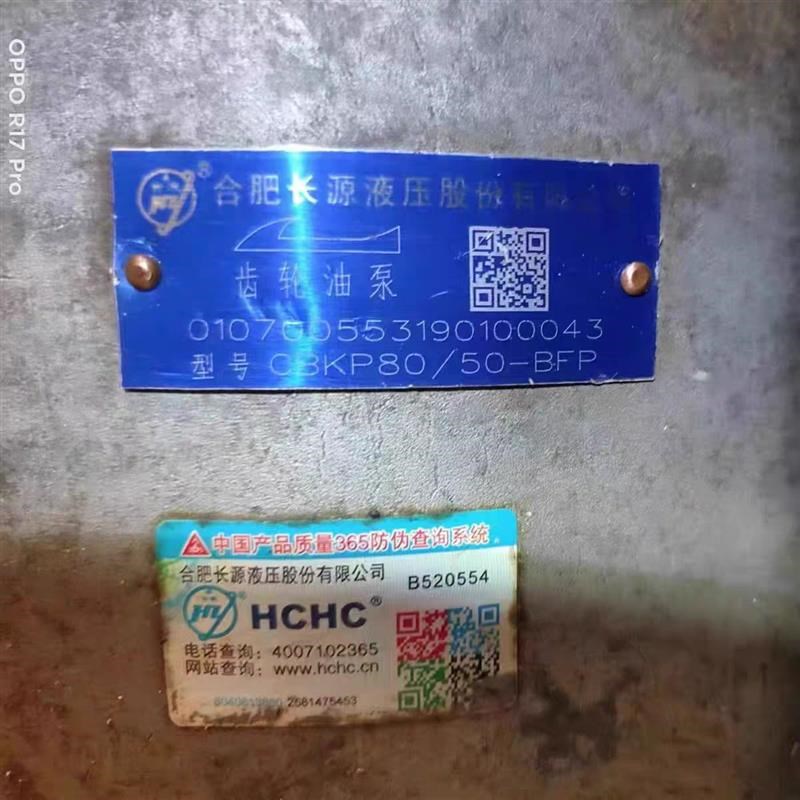 合肥长源液压股份有限公司
齿轮油泵
0107005553190100043
型号 CBKP80/50-BFP
中国产品质量365防伪查询系统
合肥长源液压股份有限公司
B520554
HCHC®
电话查询：4007102365
网站查询：www.hchc.cn
2581475453
OPPO R17 Pro